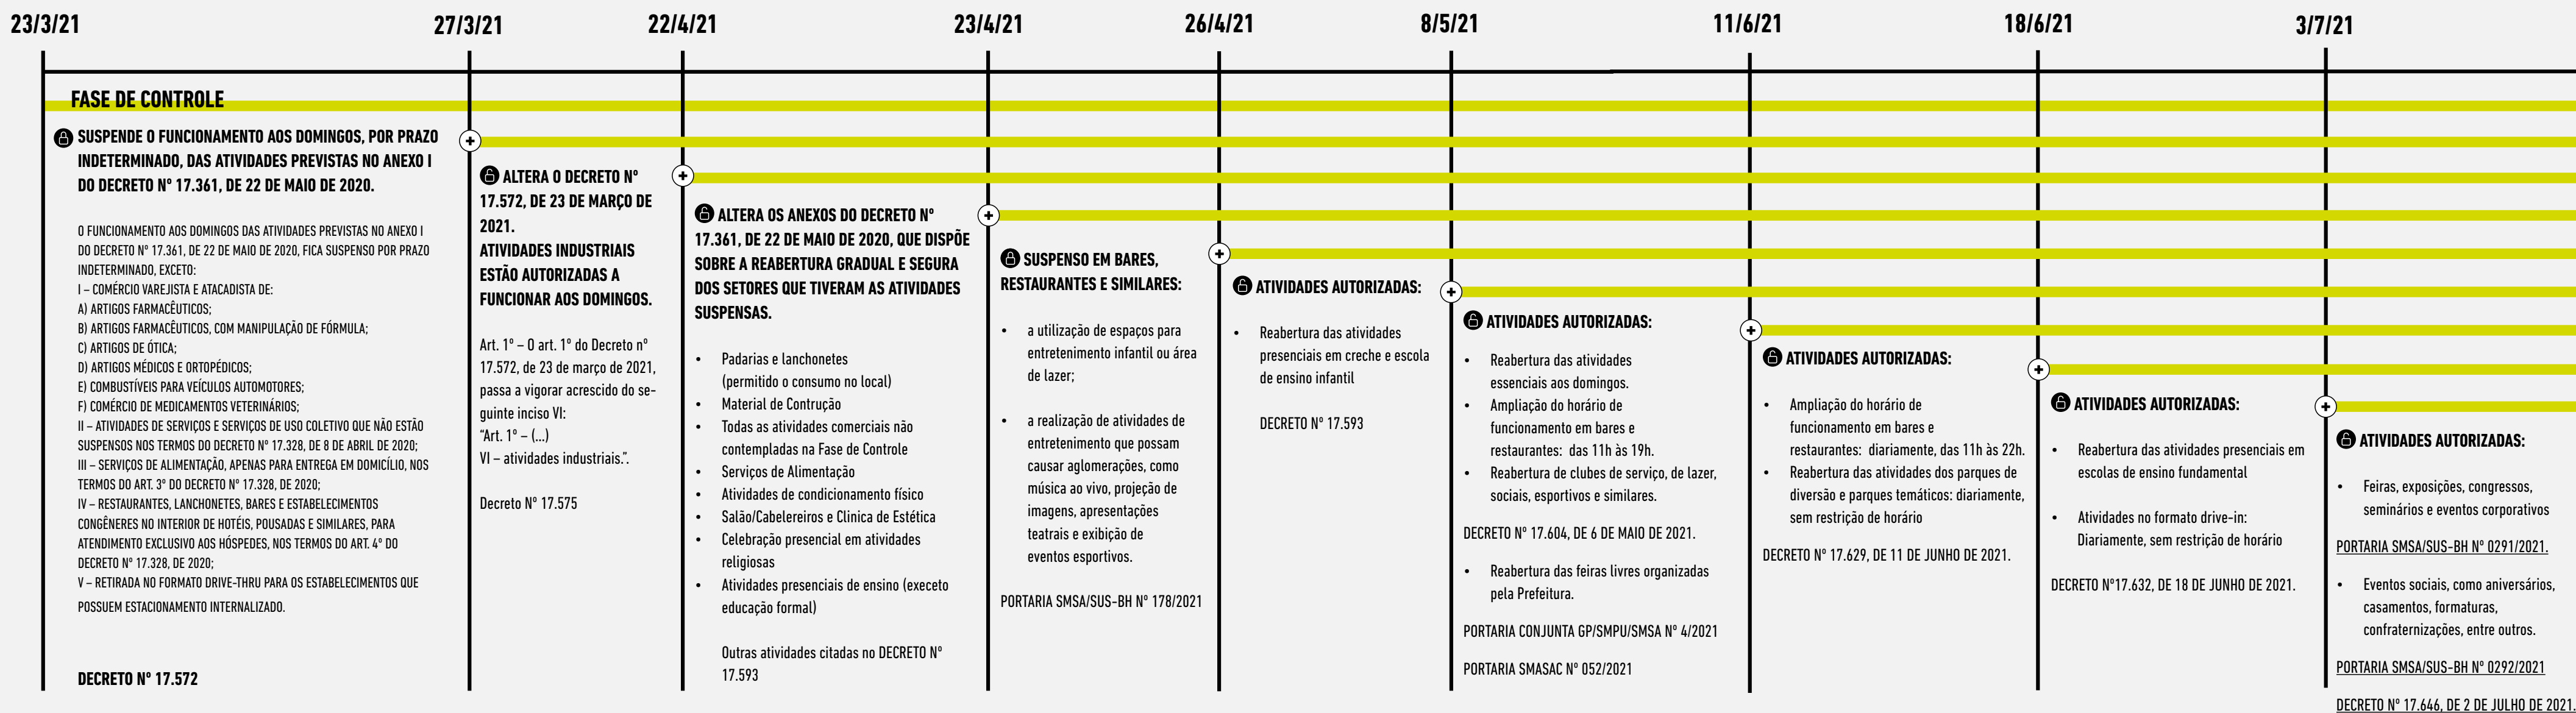 23/3/21
27/3/21
22/4/21
23/4/21
26/4/21
8/5/21
11/6/21
18/6/21
3/7/21
FASE DE CONTROLE
SUSPENDE O FUNCIONAMENTO AOS DOMINGOS, POR PRAZO
INDETERMINADO, DAS ATIVIDADES PREVISTAS NO ANEXO I
DO DECRETO Nº 17.361, DE 22 DE MAIO DE 2020.
O FUNCIONAMENTO AOS DOMINGOS DAS ATIVIDADES PREVISTAS NO ANEXO I
DO DECRETO Nº 17.361, DE 22 DE MAIO DE 2020, FICA SUSPENSO POR PRAZO
INDETERMINADO, EXCETO:
I – COMÉRCIO VAREJISTA E ATACADISTA DE:
A) ARTIGOS FARMACÊUTICOS;
B) ARTIGOS FARMACÊUTICOS, COM MANIPULAÇÃO DE FÓRMULA;
C) ARTIGOS DE ÓTICA;
D) ARTIGOS MÉDICOS E ORTOPÉDICOS;
E) COMBUSTÍVEIS PARA VEÍCULOS AUTOMOTORES;
F) COMÉRCIO DE MEDICAMENTOS VETERINÁRIOS;
II – ATIVIDADES DE SERVIÇOS E SERVIÇOS DE USO COLETIVO QUE NÃO ESTÃO
SUSPENSOS NOS TERMOS DO DECRETO Nº 17.328, DE 8 DE ABRIL DE 2020;
III – SERVIÇOS DE ALIMENTAÇÃO, APENAS PARA ENTREGA EM DOMICÍLIO, NOS
TERMOS DO ART. 3º DO DECRETO Nº 17.328, DE 2020;
IV – RESTAURANTES, LANCHONETES, BARES E ESTABELECIMENTOS
CONGÊNERES NO INTERIOR DE HOTÉIS, POUSADAS E SIMILARES, PARA
ATENDIMENTO EXCLUSIVO AOS HÓSPEDES, NOS TERMOS DO ART. 4º DO
DECRETO Nº 17.328, DE 2020;
V – RETIRADA NO FORMATO DRIVE-THRU PARA OS ESTABELECIMENTOS QUE
POSSUEM ESTACIONAMENTO INTERNALIZADO.
DECRETO Nº 17.572
ALTERA O DECRETO Nº
17.572, DE 23 DE MARÇO DE
2021.
ATIVIDADES INDUSTRIAIS
ESTÃO AUTORIZADAS A
FUNCIONAR AOS DOMINGOS.
Art. 1º – O art. 1º do Decreto nº
17.572, de 23 de março de 2021,
passa a vigorar acrescido do se-
guinte inciso VI:
“Art. 1º – (...)
VI – atividades industriais.”.
Decreto Nº 17.575
ALTERA OS ANEXOS DO DECRETO Nº
17.361, DE 22 DE MAIO DE 2020, QUE DISPÕE
SOBRE A REABERTURA GRADUAL E SEGURA
DOS SETORES QUE TIVERAM AS ATIVIDADES
SUSPENSAS.
• Padarias e lanchonetes
(permitido o consumo no local)
• Material de Contrução
• Todas as atividades comerciais não
contempladas na Fase de Controle
• Serviços de Alimentação
• Atividades de condicionamento físico
• Salão/Cabelereiros e Clinica de Estética
• Celebração presencial em atividades
religiosas
• Atividades presenciais de ensino (execeto
educação formal)
Outras atividades citadas no DECRETO Nº
17.593
SUSPENSO EM BARES,
RESTAURANTES E SIMILARES:
• a utilização de espaços para
entretenimento infantil ou área
de lazer;
• a realização de atividades de
entretenimento que possam
causar aglomerações, como
música ao vivo, projeção de
imagens, apresentações
teatrais e exibição de
eventos esportivos.
PORTARIA SMSA/SUS-BH Nº 178/2021
ATIVIDADES AUTORIZADAS:
• Reabertura das atividades
presenciais em creche e escola
de ensino infantil
DECRETO Nº 17.593
ATIVIDADES AUTORIZADAS:
• Reabertura das atividades
essenciais aos domingos.
• Ampliação do horário de
funcionamento em bares e
restaurantes: das 11h às 19h.
• Reabertura de clubes de serviço, de lazer,
sociais, esportivos e similares.
DECRETO Nº 17.604, DE 6 DE MAIO DE 2021.
• Reabertura das feiras livres organizadas
pela Prefeitura.
PORTARIA CONJUNTA GP/SMPU/SMSA Nº 4/2021
PORTARIA SMASAC Nº 052/2021
ATIVIDADES AUTORIZADAS:
• Ampliação do horário de
funcionamento em bares e
restaurantes: diariamente, das 11h às 22h.
• Reabertura das atividades dos parques de
diversão e parques temáticos: diariamente,
sem restrição de horário
DECRETO Nº 17.629, DE 11 DE JUNHO DE 2021.
ATIVIDADES AUTORIZADAS:
• Reabertura das atividades presenciais em
escolas de ensino fundamental
• Atividades no formato drive-in:
Diariamente, sem restrição de horário
DECRETO Nº17.632, DE 18 DE JUNHO DE 2021.
ATIVIDADES AUTORIZADAS:
• Feiras, exposições, congressos,
seminários e eventos corporativos
PORTARIA SMSA/SUS-BH Nº 0291/2021.
• Eventos sociais, como aniversários,
casamentos, formaturas,
confraternizações, entre outros.
PORTARIA SMSA/SUS-BH Nº 0292/2021
DECRETO Nº 17.646, DE 2 DE JULHO DE 2021.